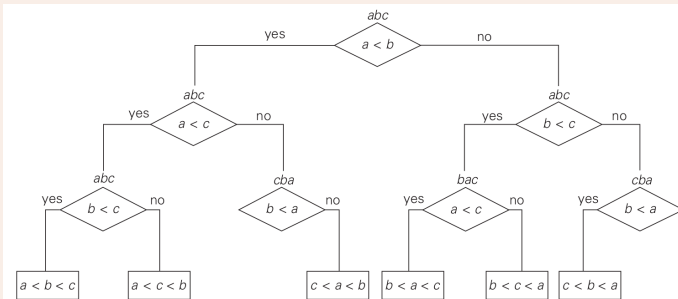 abc
yes
a < b
no
abc
abc
yes
a < c
no
yes
b < c
no
abc
cba
bac
cba
yes
b < c
no
b < a
no
yes
a < c
no
yes
b < a
a < b < c
a < c < b
c < a < b
b < a < c
b < c < a
c < b < a